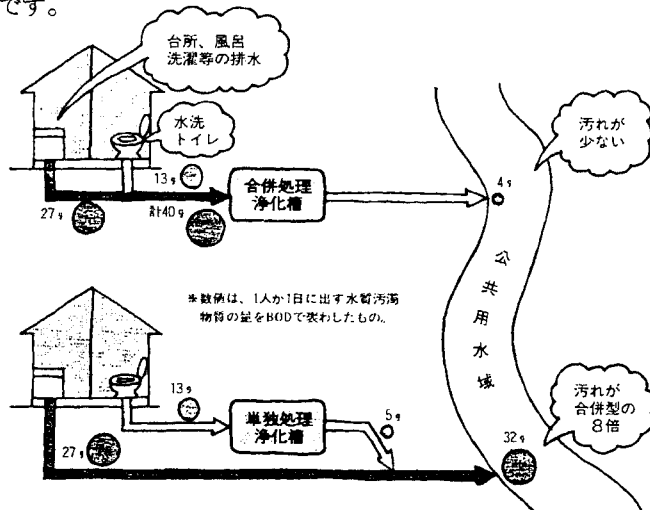 です。
台所、風呂
洗濯等の排水
水洗
トイレ
汚れが
少ない
13g
合併処理
浄化槽
4g
27g
計40g
公共用水域
※数値は、1人が1日に出す水質汚濁
物質の量をBODで表わしたもの。
13g
単独処理
浄化槽
5g
汚れが
合併型の
8倍
32g
27g